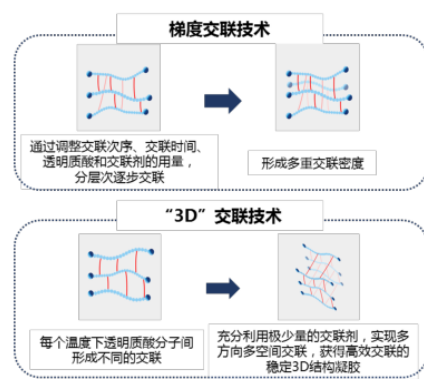 梯度交联技术
通过调整交联次序、交联时间、
透明质酸和交联剂的用量，
分层次逐步交联
形成多重交联密度
“3D”交联技术
每个温度下透明质酸分子间
形成不同的交联
充分利用极少量的交联剂，实现多
方向多空间交联，获得高效交联的
稳定3D结构凝胶